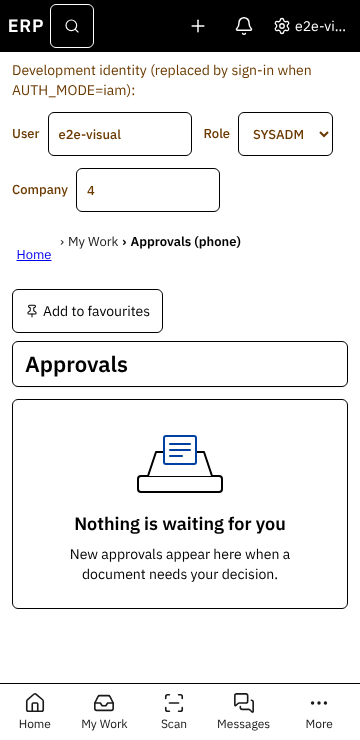 ERP
e2e-vi...
Development identity (replaced by sign-in when
AUTH_MODE=iam):
User e2e-visual Role SYSADM
Company 4
Home › My Work › Approvals (phone)
Add to favourites
Approvals
Nothing is waiting for you
New approvals appear here when a
document needs your decision.
Home My Work Scan Messages More